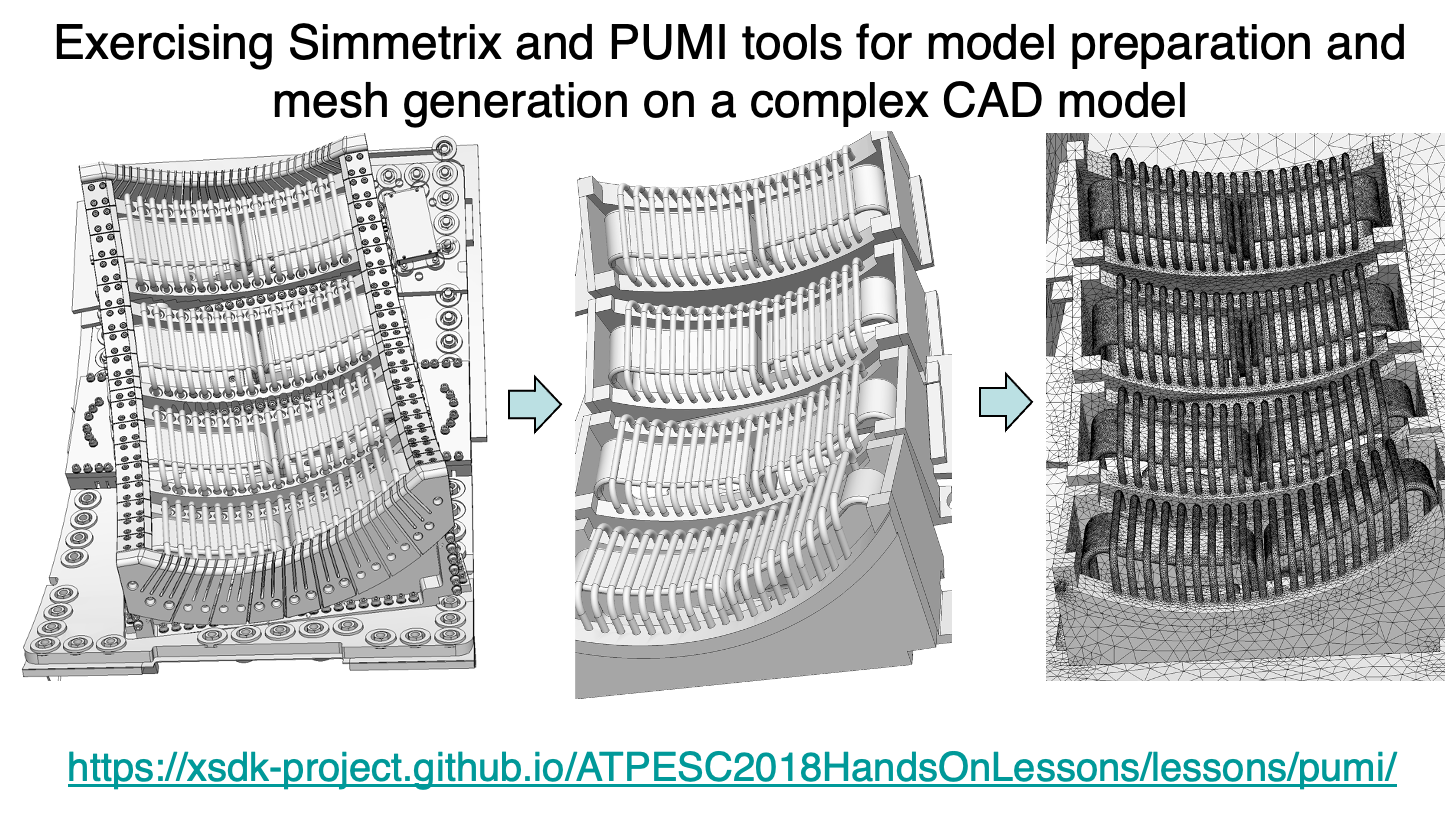 Exercising Simmetrix and PUMI tools for model preparation and
mesh generation on a complex CAD model
https://xsdk-project.github.io/ATPESC2018HandsOnLessons/lessons/pumi/